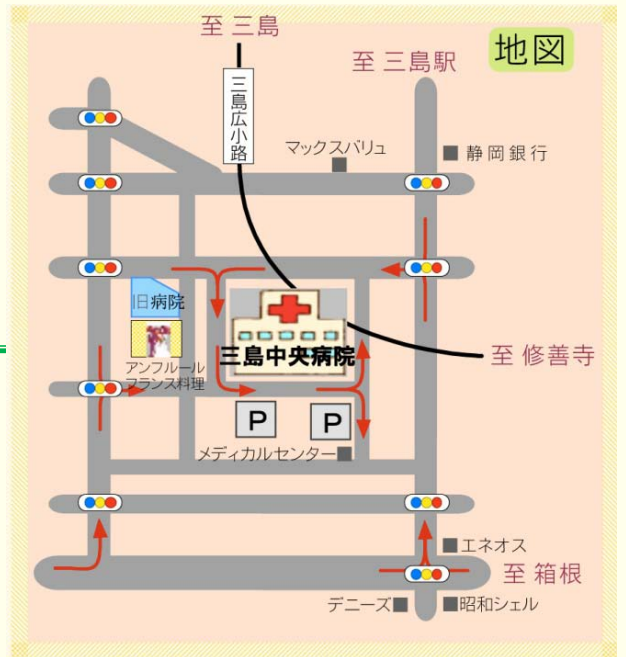 至 三島
至 三島駅
地図
三島広小路
マックスバリュ
静岡銀行
旧病院
三島中央病院
至 修善寺
アンフルール
フランス料理
P
P
メディカルセンター
エネオス
至 箱根
デニーズ
昭和シェル